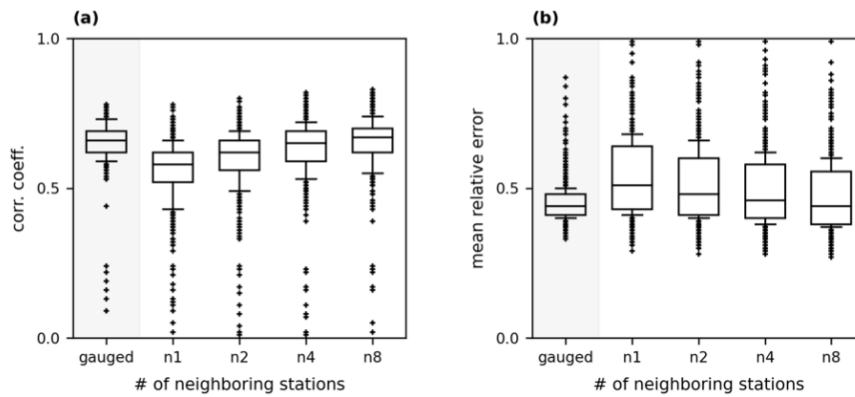 (a)
1.0
0.5
0.0
corr. coeff.
gauged n1 n2 n4 n8
# of neighboring stations
(b)
1.0
0.5
0.0
mean relative error
gauged n1 n2 n4 n8
# of neighboring stations